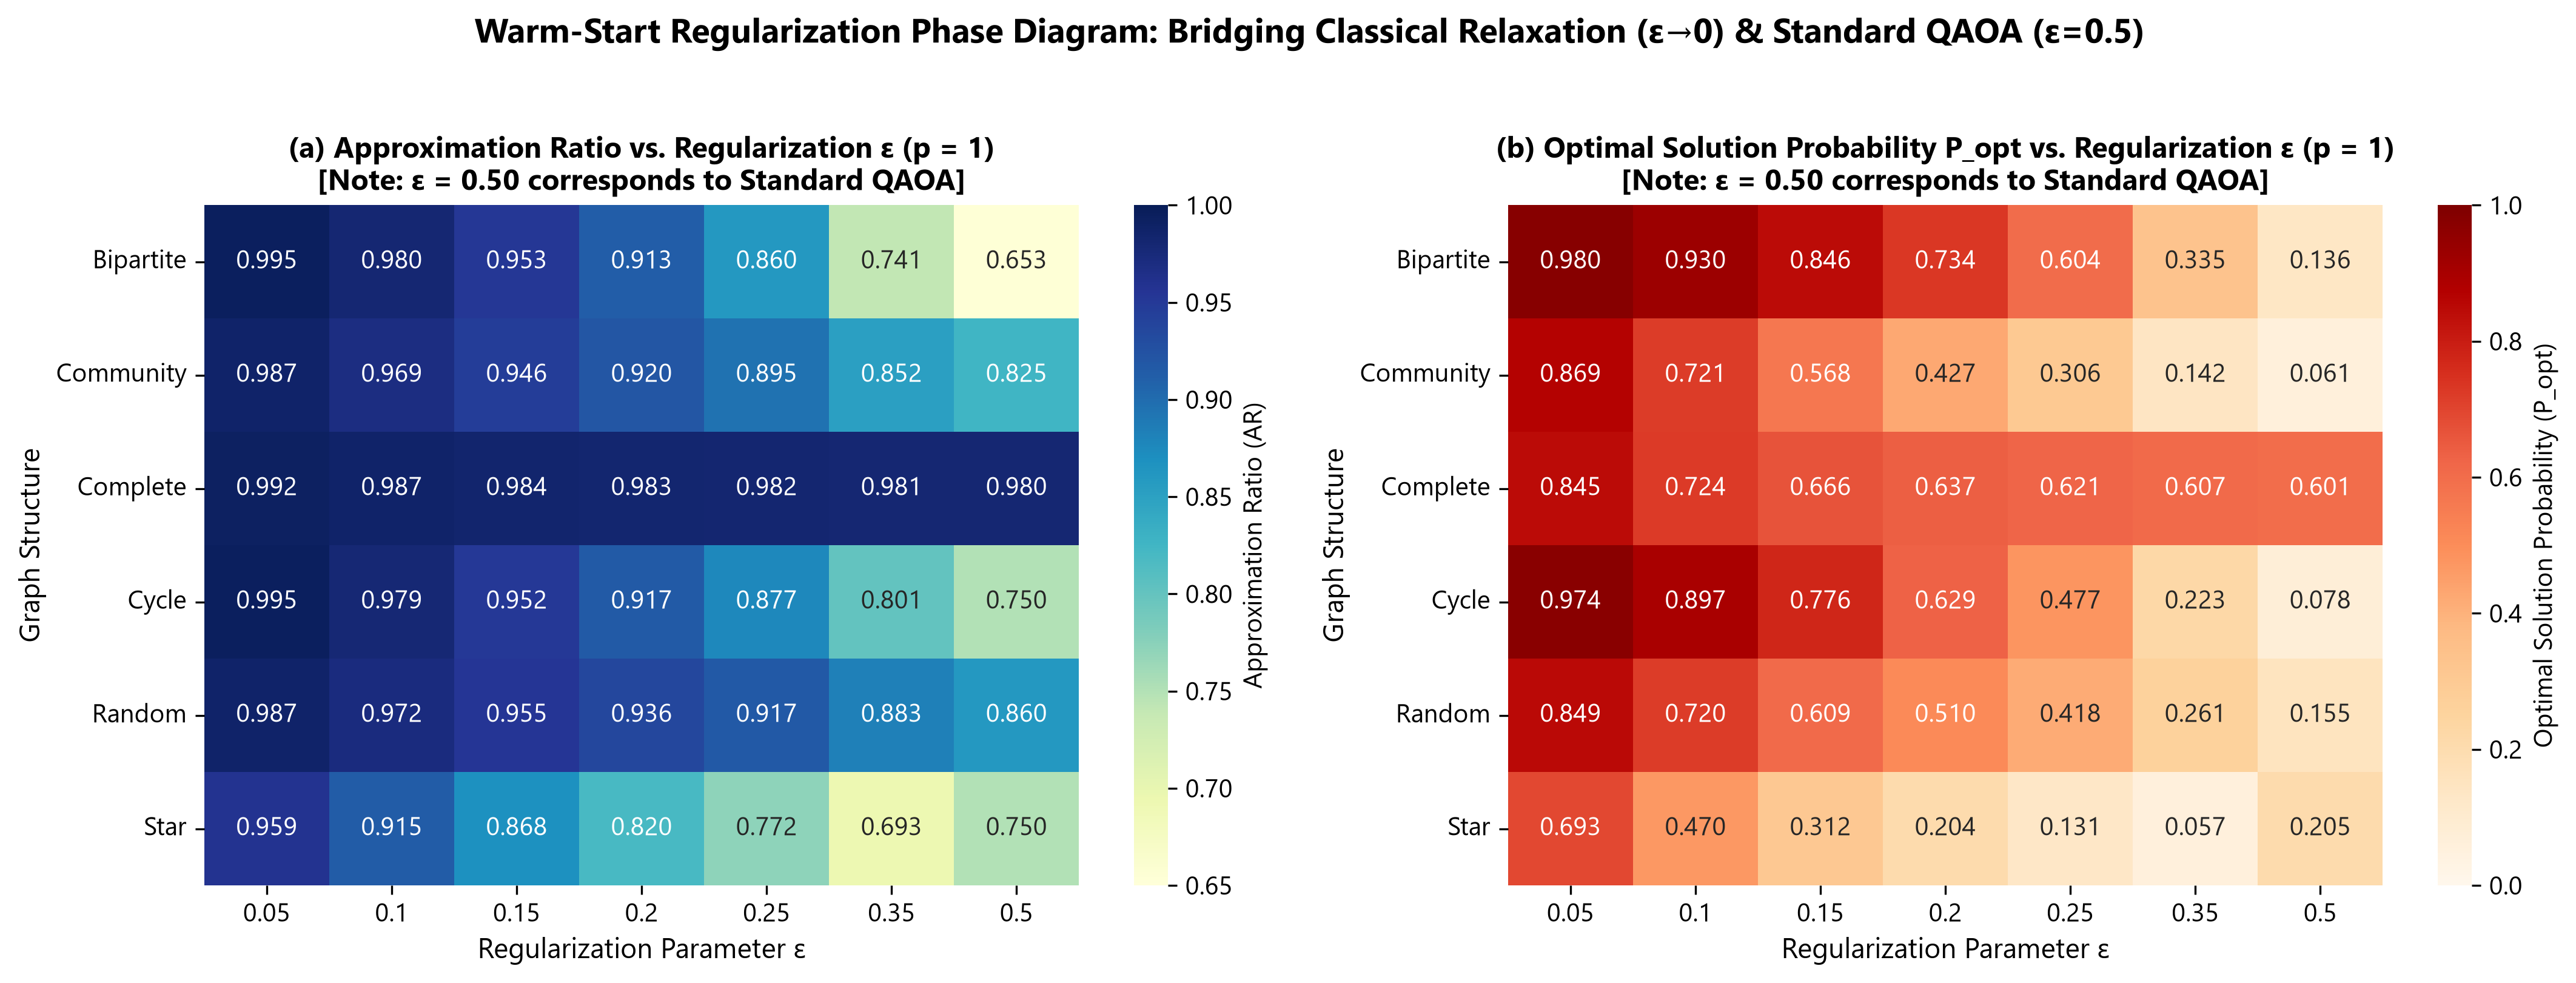 Warm-Start Regularization Phase Diagram: Bridging Classical Relaxation (ε→0) & Standard QAOA (ε=0.5)
(a) Approximation Ratio vs. Regularization ε (p = 1)
[Note: ε = 0.50 corresponds to Standard QAOA]
Graph Structure
Bipartite 0.995 0.980 0.953 0.913 0.860 0.741 0.653
Community 0.987 0.969 0.946 0.920 0.895 0.852 0.825
Complete 0.992 0.987 0.984 0.983 0.982 0.981 0.980
Cycle 0.995 0.979 0.952 0.917 0.877 0.801 0.750
Random 0.987 0.972 0.955 0.936 0.917 0.883 0.860
Star 0.959 0.915 0.868 0.820 0.772 0.693 0.750
0.05 0.1 0.15 0.2 0.25 0.35 0.5
Regularization Parameter ε
1.00
0.95
0.90
0.85
0.80
0.75
0.70
0.65
Approximation Ratio (AR)
(b) Optimal Solution Probability P_opt vs. Regularization ε (p = 1)
[Note: ε = 0.50 corresponds to Standard QAOA]
Graph Structure
Bipartite 0.980 0.930 0.846 0.734 0.604 0.335 0.136
Community 0.869 0.721 0.568 0.427 0.306 0.142 0.061
Complete 0.845 0.724 0.666 0.637 0.621 0.607 0.601
Cycle 0.974 0.897 0.776 0.629 0.477 0.223 0.078
Random 0.849 0.720 0.609 0.510 0.418 0.261 0.155
Star 0.693 0.470 0.312 0.204 0.131 0.057 0.205
0.05 0.1 0.15 0.2 0.25 0.35 0.5
Regularization Parameter ε
1.0
0.8
0.6
0.4
0.2
0.0
Optimal Solution Probability (P_opt)